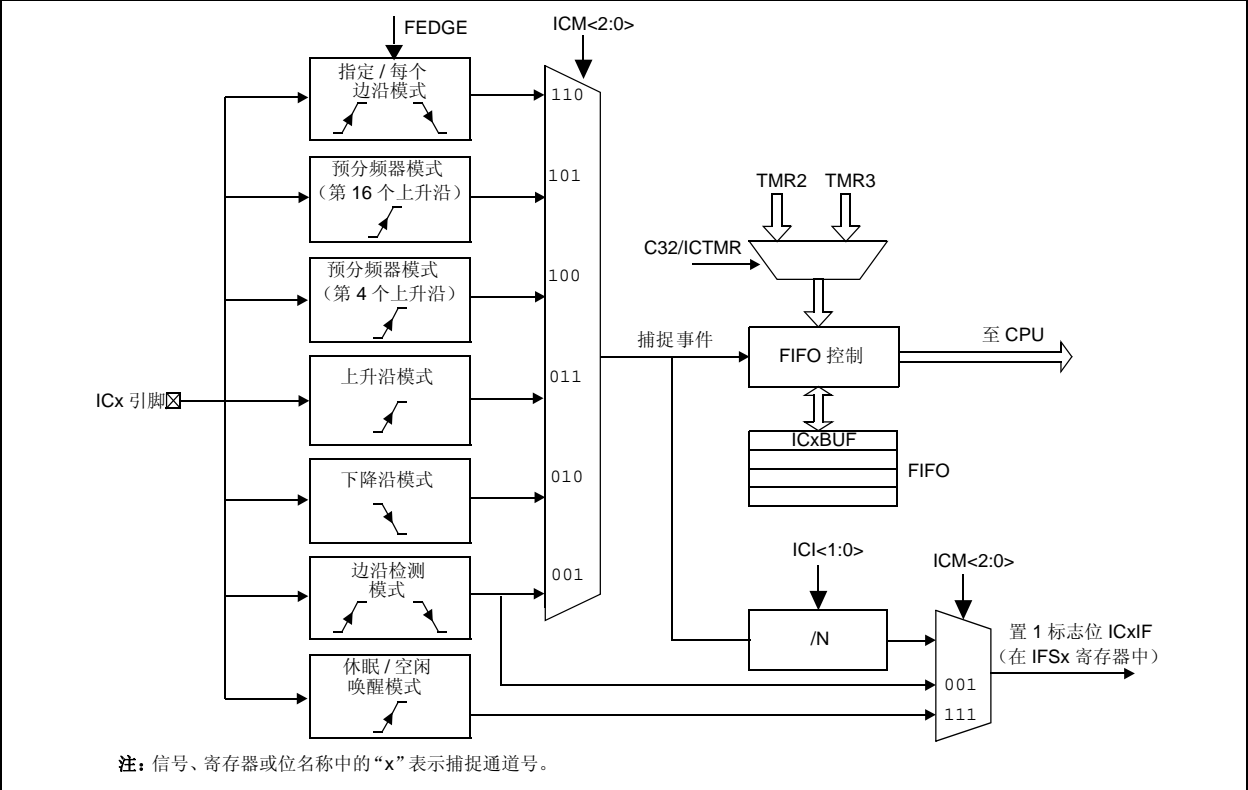 FEDGE
ICM<2:0>
指定 / 每个
边沿模式
110
预分频器模式
（第 16 个上升沿）
101
TMR2
TMR3
C32/ICTMR
预分频器模式
（第 4 个上升沿）
100
捕捉事件
FIFO 控制
至 CPU
上升沿模式
011
ICx 引脚
ICxBUF
FIFO
下降沿模式
010
边沿检测
模式
001
ICI<1:0>
ICM<2:0>
/N
置 1 标志位 ICxIF
（在 IFSx 寄存器中）
001
111
休眠 / 空闲
唤醒模式
注: 信号、寄存器或位名称中的“x”表示捕捉通道号。